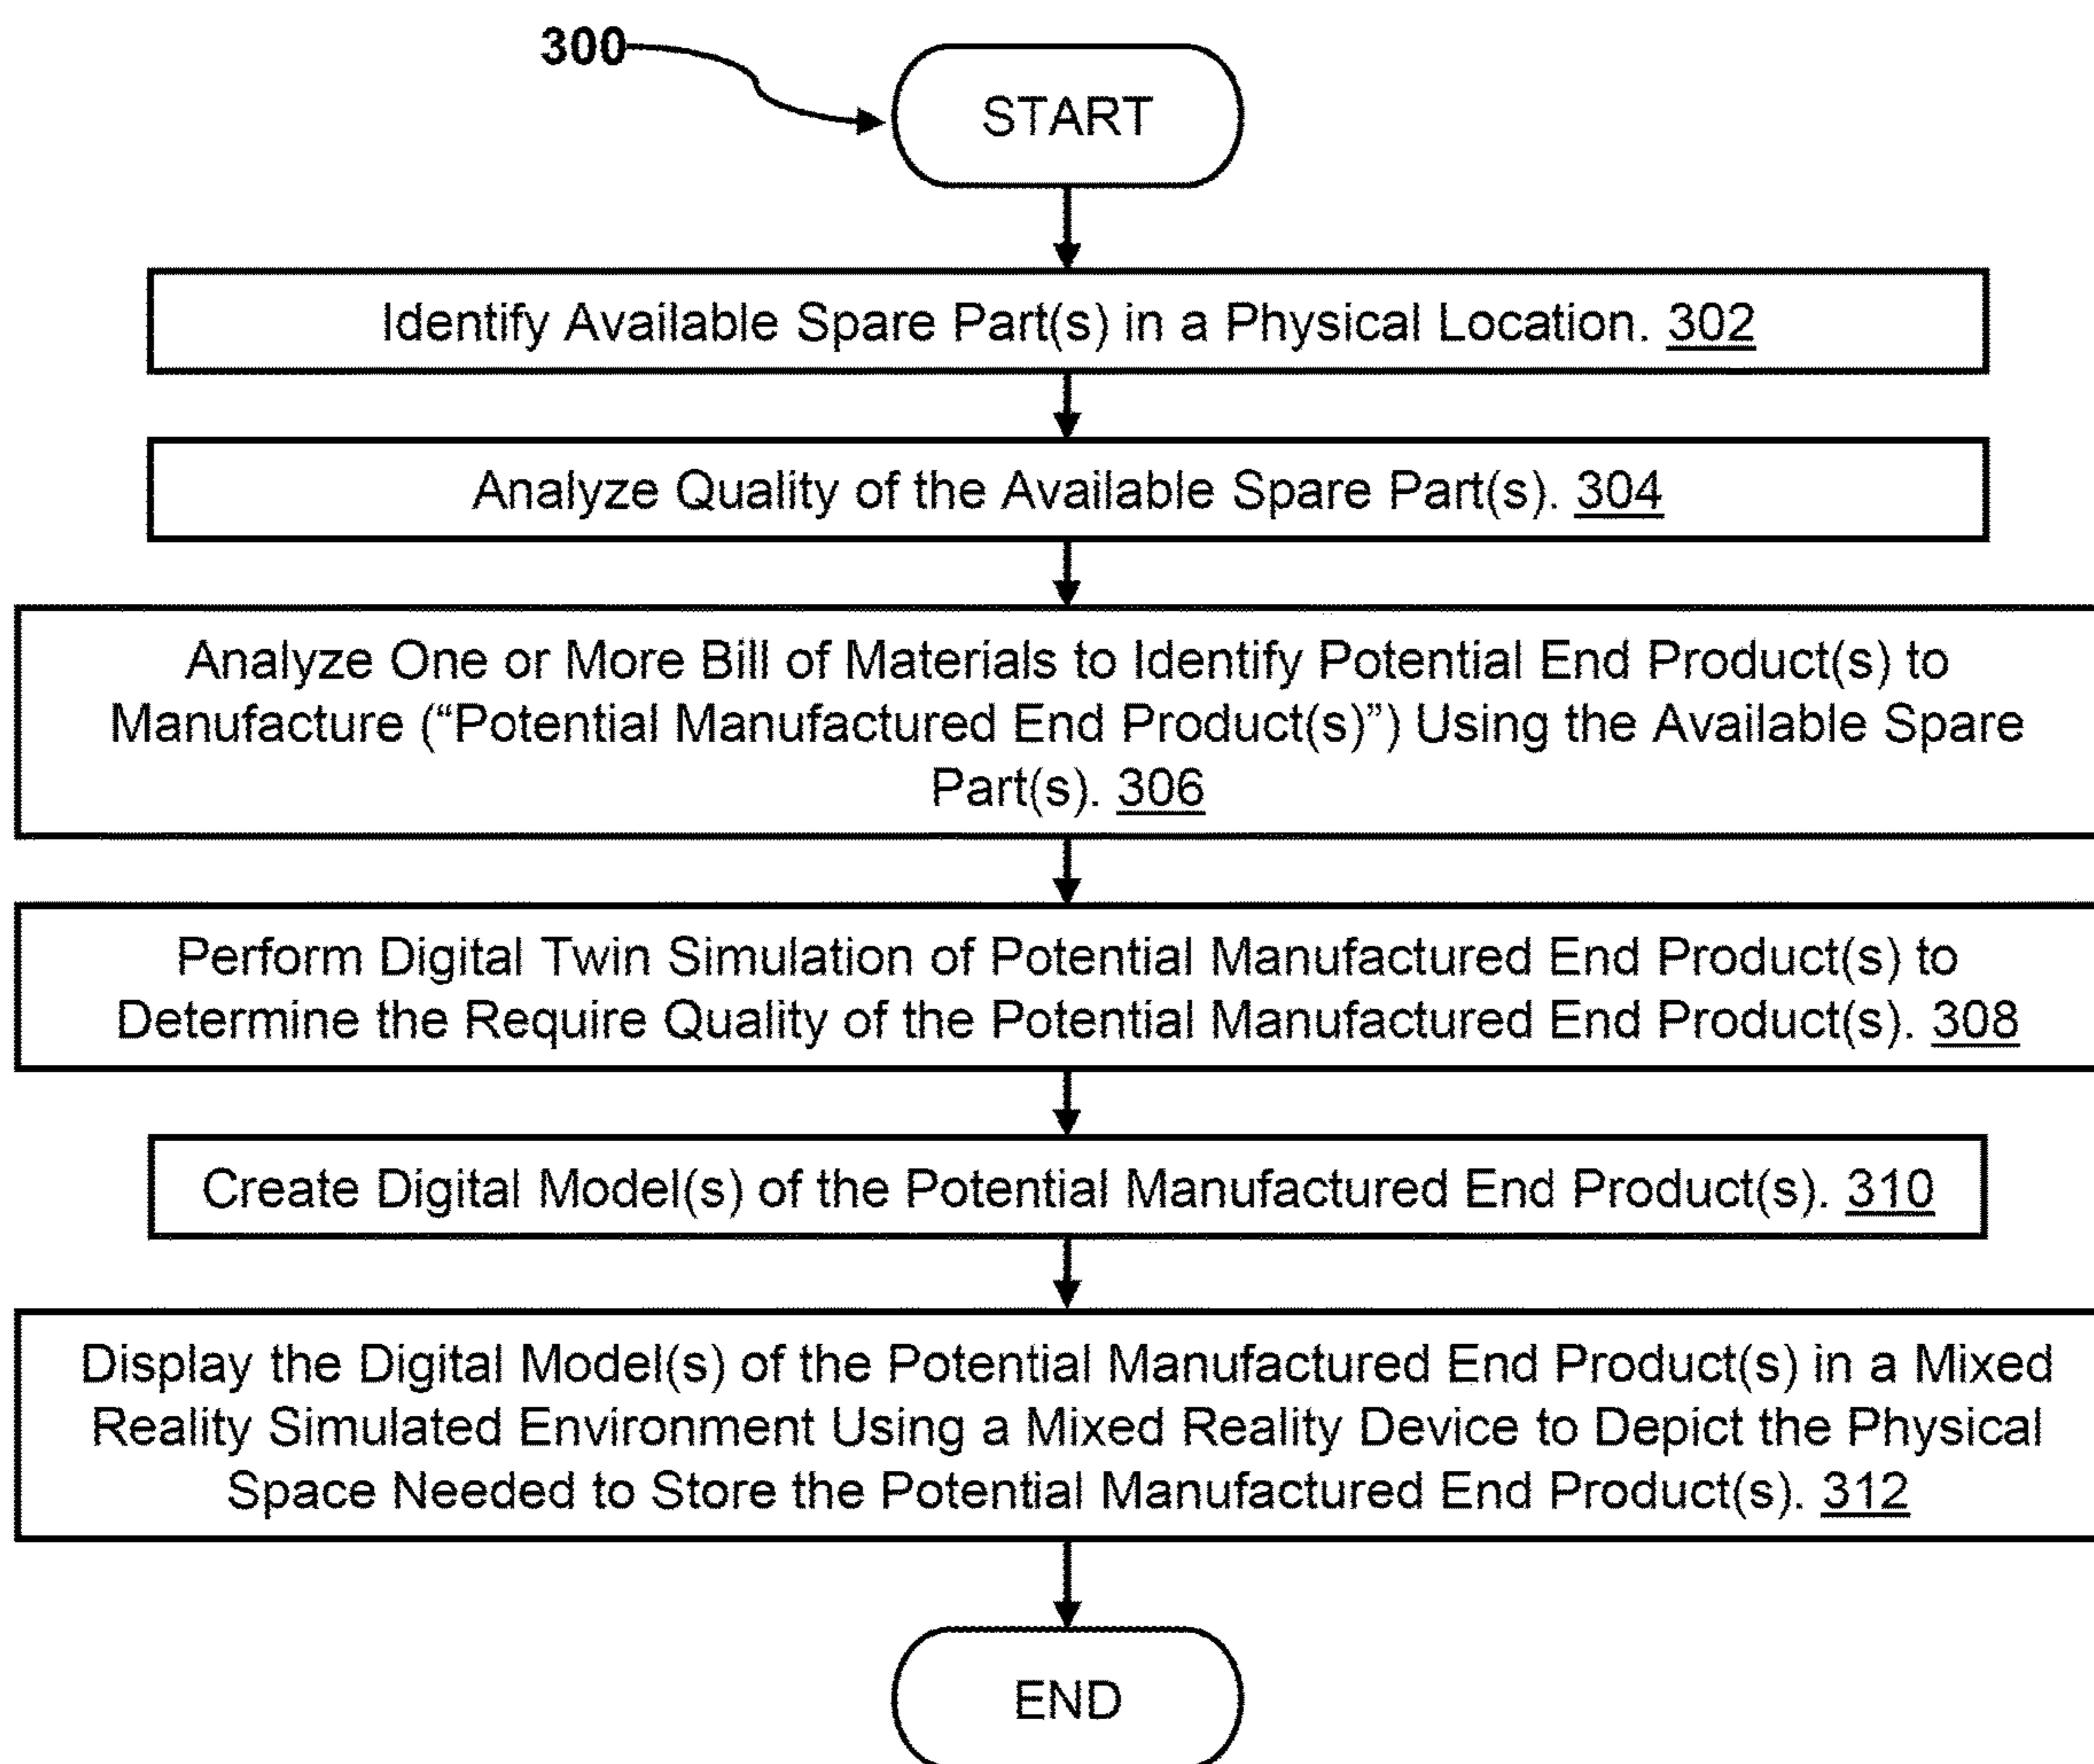 300
START
Identify Available Spare Part(s) in a Physical Location. 302
Analyze Quality of the Available Spare Part(s). 304
Analyze One or More Bill of Materials to Identify Potential End Product(s) to
Manufacture (“Potential Manufactured End Product(s)”) Using the Available Spare
Part(s). 306
Perform Digital Twin Simulation of Potential Manufactured End Product(s) to
Determine the Require Quality of the Potential Manufactured End Product(s). 308
Create Digital Model(s) of the Potential Manufactured End Product(s). 310
Display the Digital Model(s) of the Potential Manufactured End Product(s) in a Mixed
Reality Simulated Environment Using a Mixed Reality Device to Depict the Physical
Space Needed to Store the Potential Manufactured End Product(s). 312
END